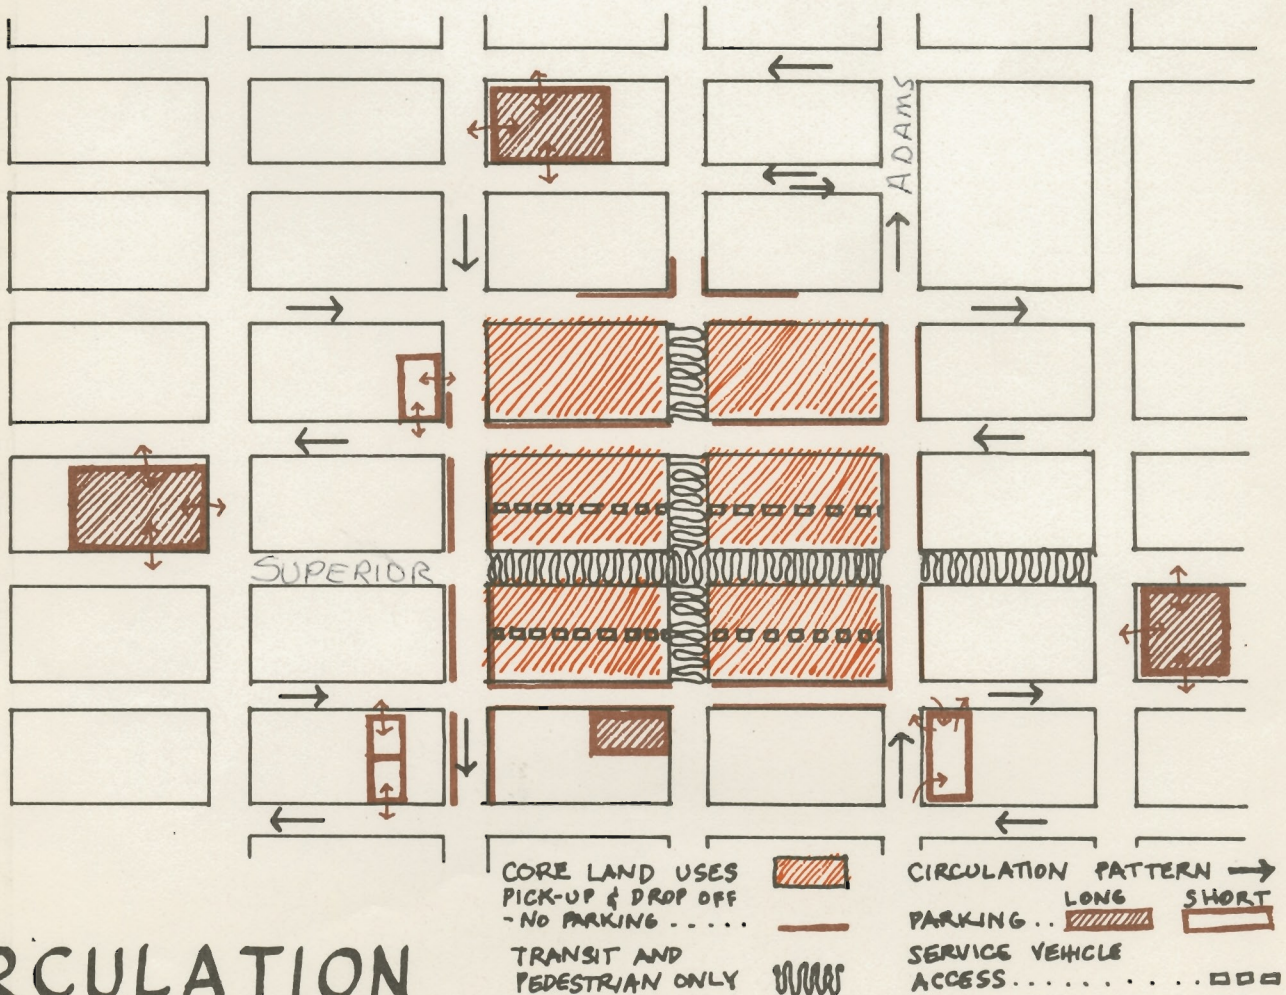 ADAMS
SUPERIOR
CORE LAND USES
PICK-UP & DROP OFF
- NO PARKING .....
TRANSIT AND
PEDESTRIAN ONLY
CIRCULATION PATTERN
LONG SHORT
PARKING ..
SERVICE VEHICLE
ACCESS..........
RCULATION